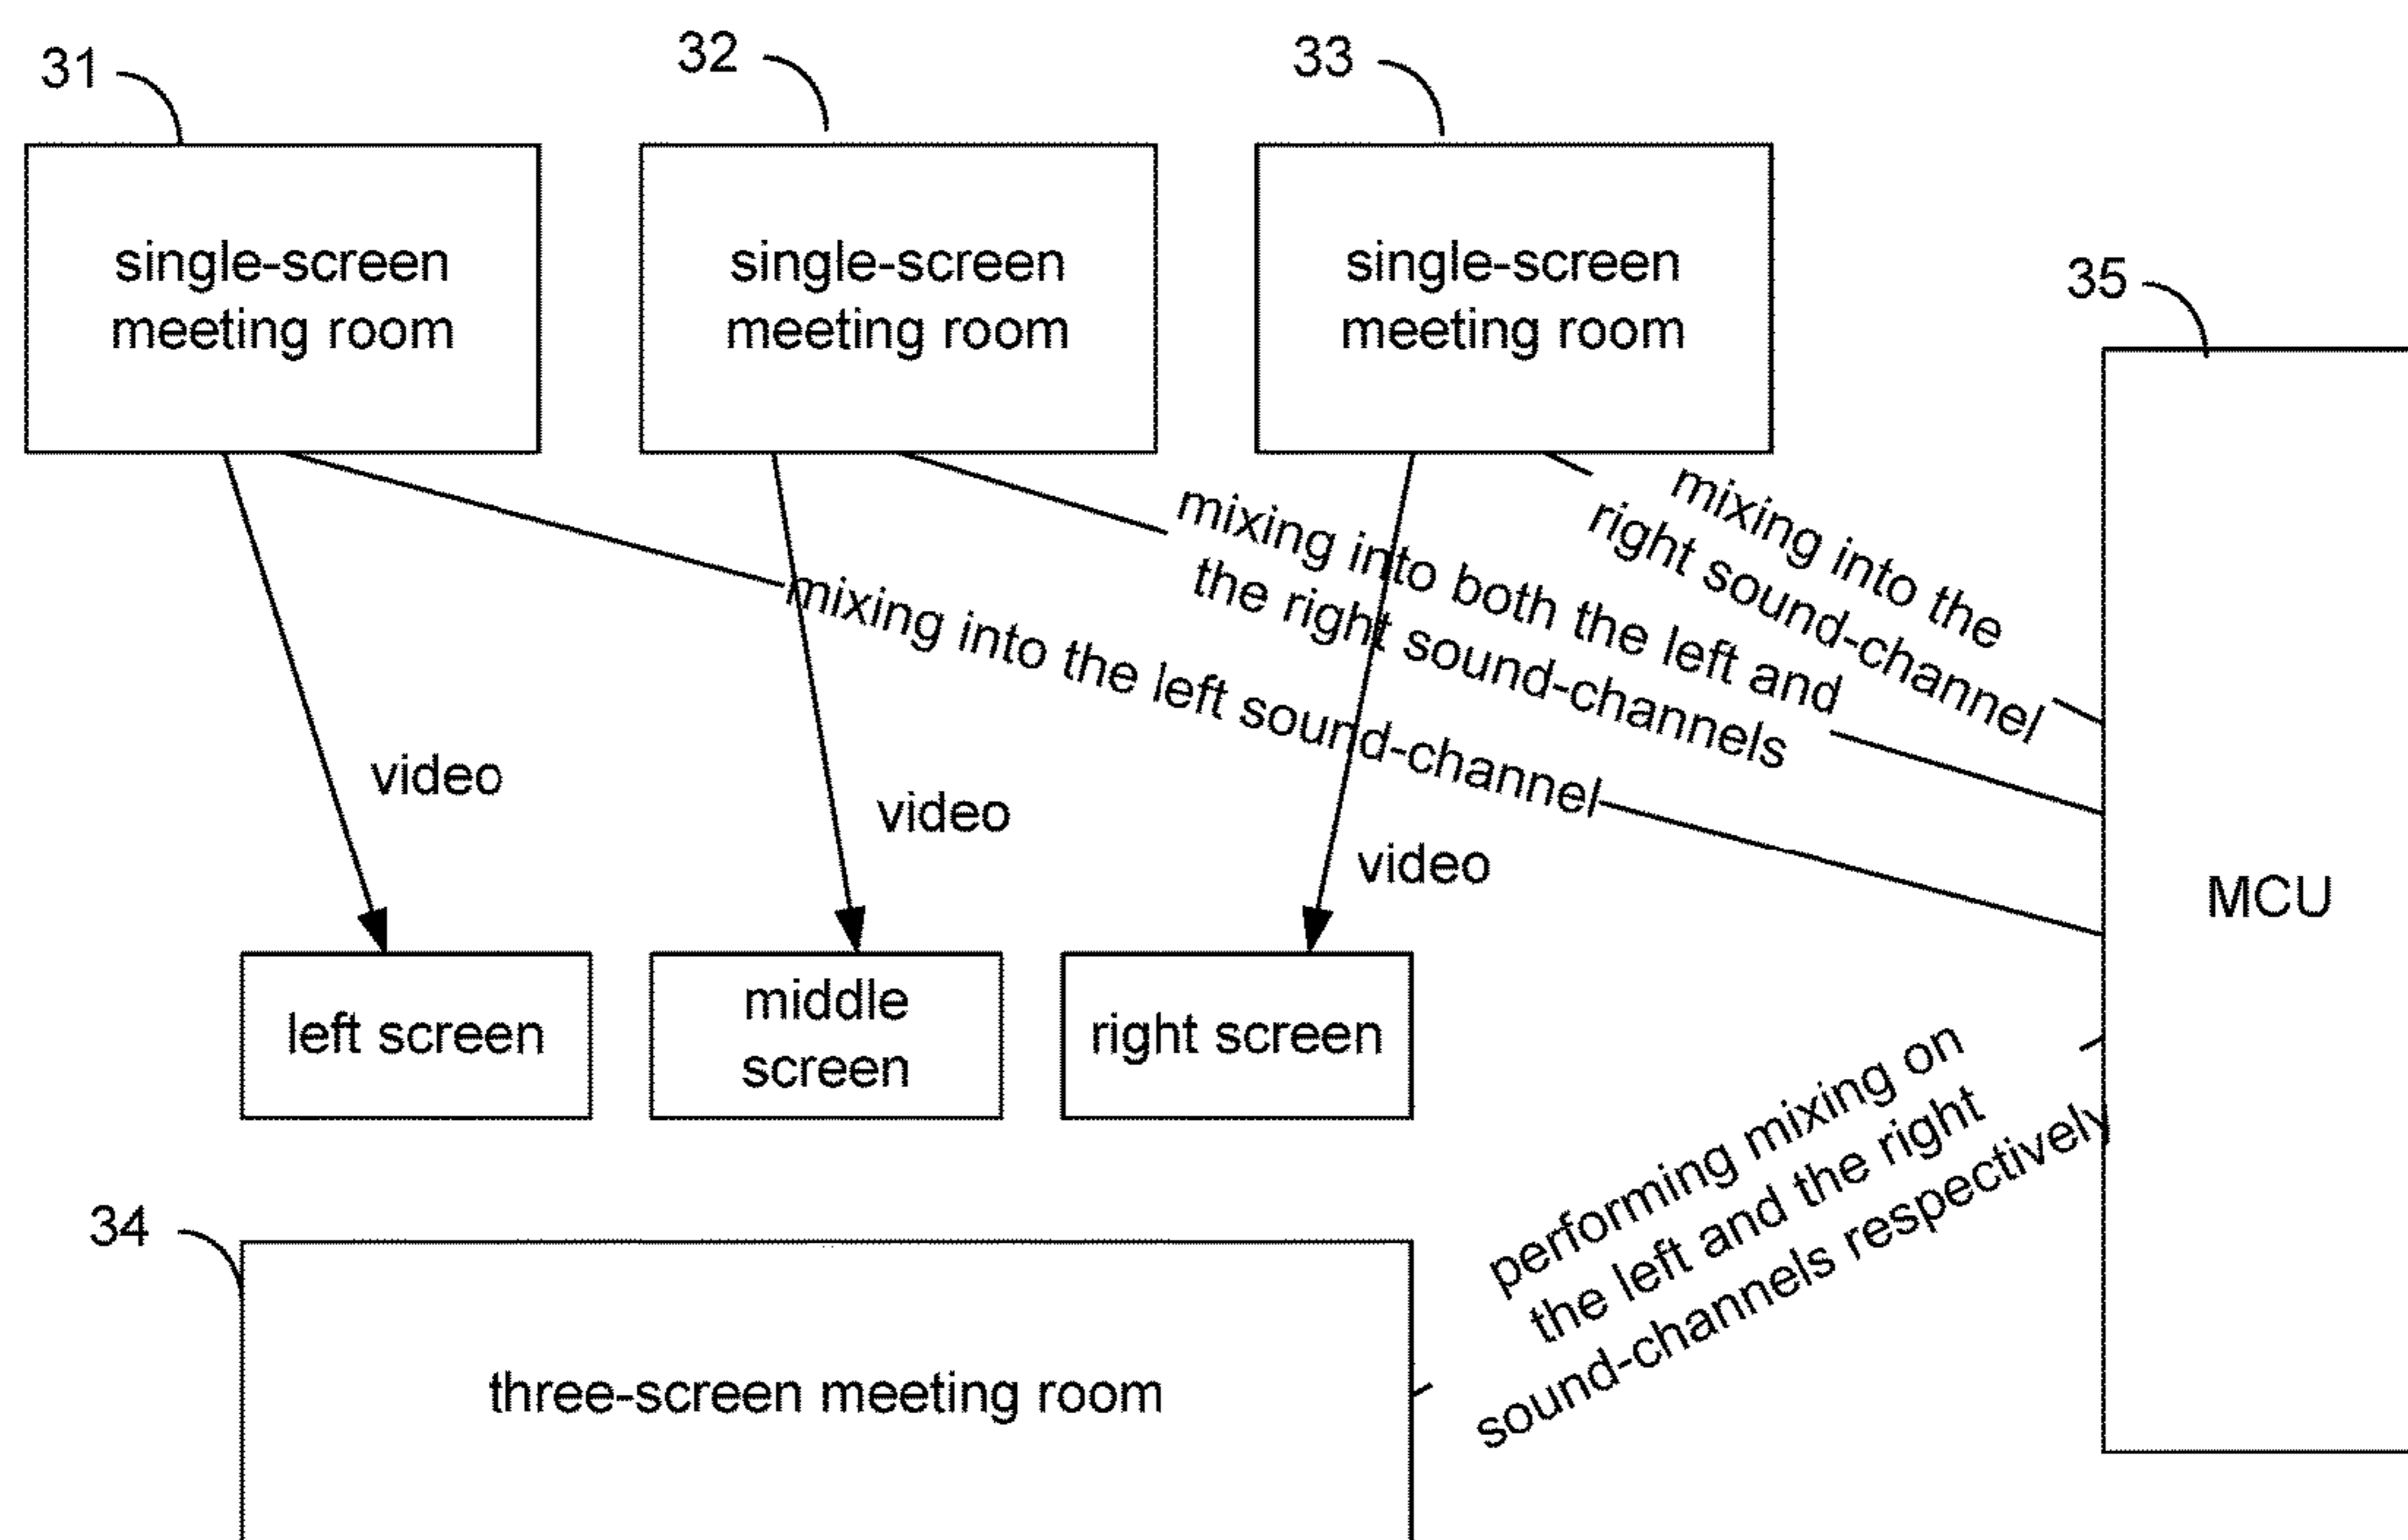 31
32
33
single-screen
meeting room
single-screen
meeting room
single-screen
meeting room
35
mixing into the
right sound-channel
mixing into both the left and
the right sound-channels
mixing into the left sound-channel
video
video
video
MCU
left screen
middle
screen
right screen
performing mixing on
the left and the right
sound-channels respectively
34
three-screen meeting room